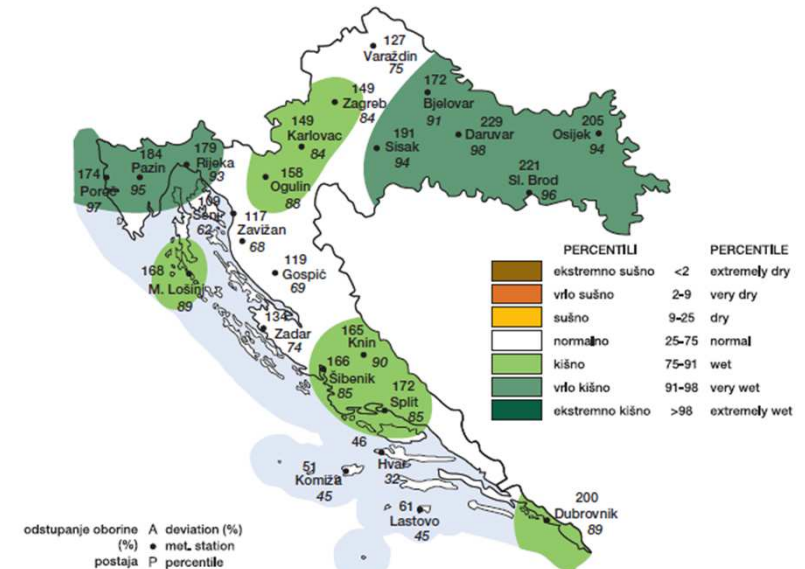 127
Varaždin
75
149
Zagreb
84
172
Bjelovar
91
149
Karlovac
84
191
Sisak
94
229
Daruvar
98
205
Osijek
94
221
Sl. Brod
96
158
Ogulin
88
179
Rijeka
93
184
Pazin
95
174
Poreč
97
109
Senj
62
117
Zavižan
68
119
Gospić
69
168
M. Lošinj
89
134
Zadar
74
165
Knin
90
166
Šibenik
85
172
Split
85
46
Hvar
32
51
Komiža
45
61
Lastovo
45
200
Dubrovnik
89
PERCENTILI PERCENTILE
ekstremno sušno <2 extremely dry
vrlo sušno 2-9 very dry
sušno 9-25 dry
normalno 25-75 normal
kišno 75-91 wet
vrlo kišno 91-98 very wet
ekstremno kišno >98 extremely wet
odstupanje oborine A deviation (%)
(%) met. station
postaja P percentile